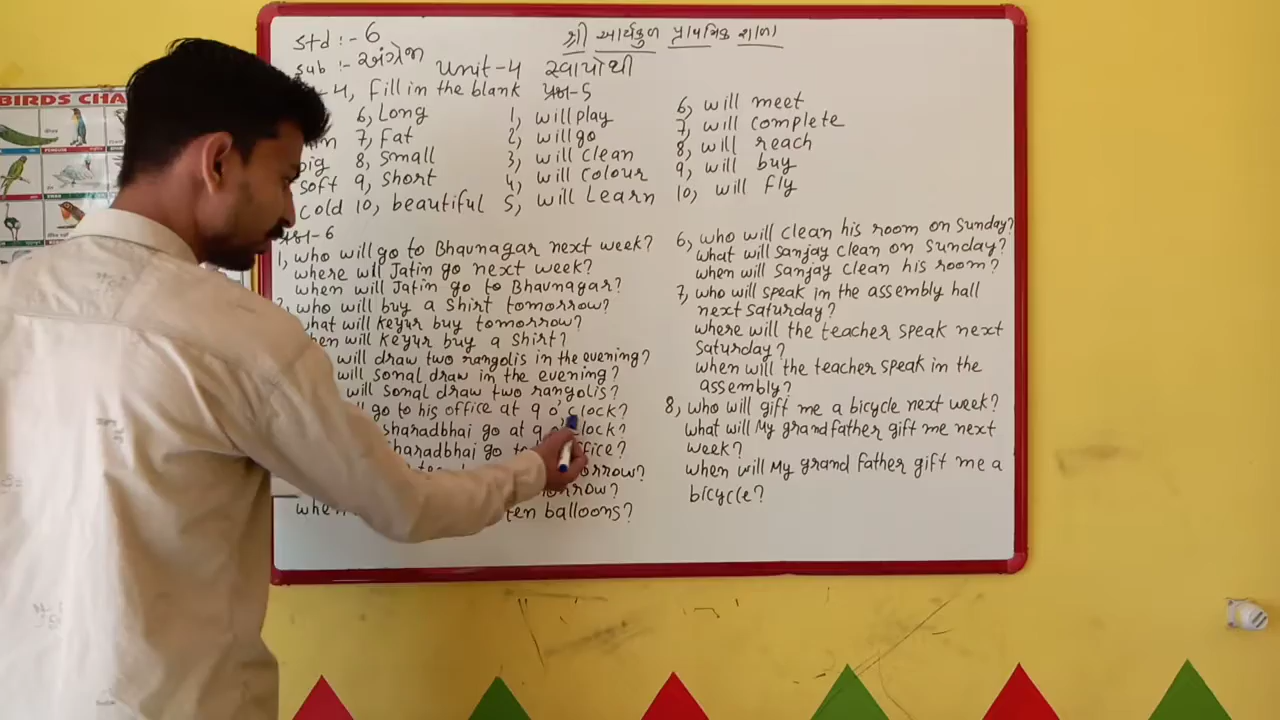 BIRDS CHA
Std :- 6
શ્રી આર્યકુળ પ્રાથમિક શાળા
Sub :- અંગ્રેજી
Unit-4 સ્વાપોથી
4, fill in the blank પ્રશ્ન-5
6, Long
7, Fat
big 8, Small
soft 9, Short
cold 10, beautiful
1, will play
2, will go
3, will clean
4, will colour
5, will Learn
6, will meet
7, will complete
8, will reach
9, will buy
10, will fly
પ્રશ્ન-6
1, who will go to Bhavnagar next week?
where will Jatin go next week?
when will Jatin go to Bhavnagar?
who will buy a Shirt tomorrow?
what will Keyur buy tomorrow?
when will Keyur buy a Shirt?
will draw two rangolis in the evening?
will Sonal draw in the evening?
will Sonal draw two rangolis?
go to his office at 9 o'clock?
Sharadbhai go at 9 o'clock?
Sharadbhai go to office?
tomorrow?
tomorrow?
when ten balloons?
6, who will clean his room on Sunday?
what will Sanjay clean on Sunday?
when will Sanjay clean his room?
7, who will speak in the assembly hall
next Saturday?
where will the teacher speak next
Saturday?
when will the teacher speak in the
assembly?
8, who will gift me a bicycle next week?
what will My grandfather gift me next
week?
when will My grand father gift me a
bicycle?